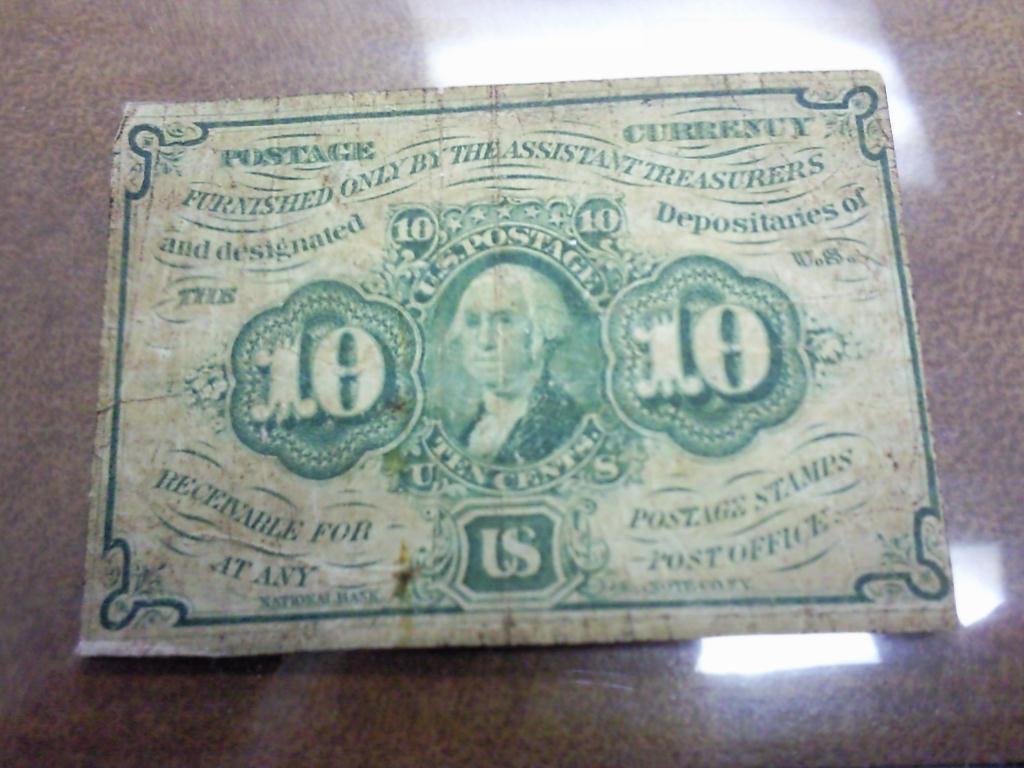 POSTAGE CURRENCY
FURNISHED ONLY BY THE ASSISTANT TREASURERS
and designated Depositaries of
THE U.S.
10 10
U.S. POSTAGE
10 10
TEN CENTS.
U S
RECEIVABLE FOR POSTAGE STAMPS
AT ANY POST OFFICE.
US
NATIONAL BANK